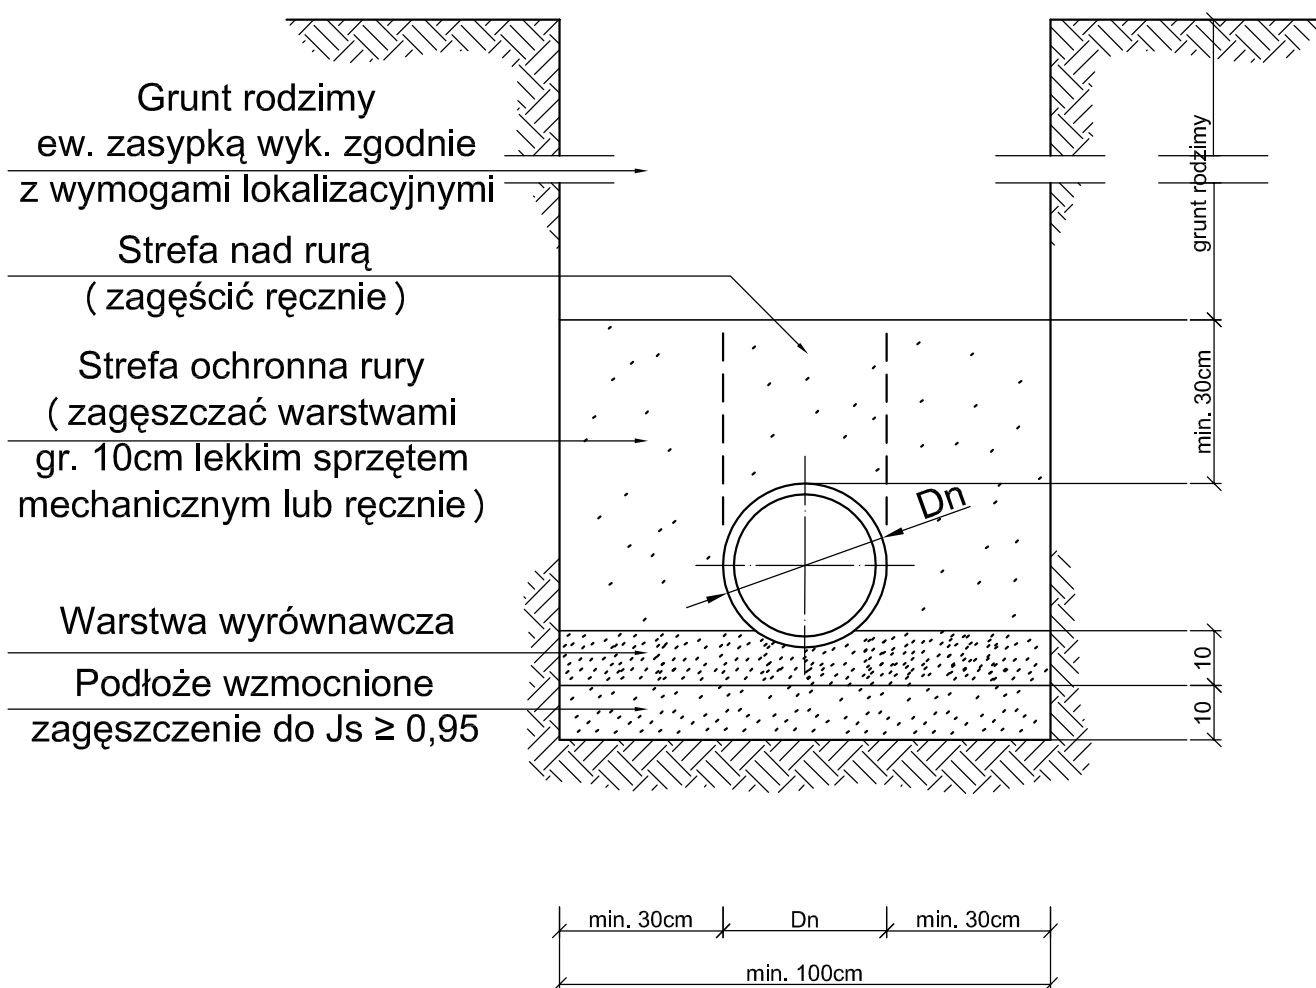 Grunt rodzimy
ew. zasypką wyk. zgodnie
z wymogami lokalizacyjnymi
Strefa nad rurą
( zagęścić ręcznie )
Strefa ochronna rury
( zagęszczać warstwami
gr. 10cm lekkim sprzętem
mechanicznym lub ręcznie )
Warstwa wyrównawcza
Podłoże wzmocnione
zagęszczenie do Js ≥ 0,95
Dn
grunt rodzimy
min. 30cm
10
10
min. 30cm
Dn
min. 30cm
min. 100cm